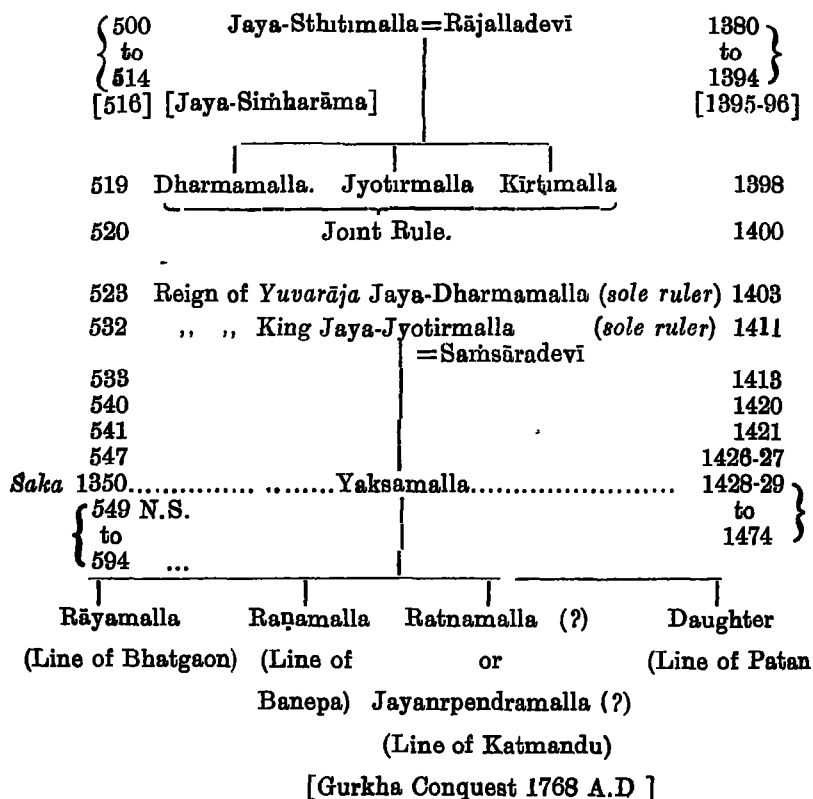 500 Jaya-Sthitimalla=Rājalladevī 1380
to to
514 1394
[516] [Jaya-Siṁharāma] [1395-96]
519 Dharmamalla. Jyotirmalla Kīrtimalla 1398
520 Joint Rule. 1400
523 Reign of Yuvarāja Jaya-Dharmamalla (sole ruler) 1403
532 ,, ,, King Jaya-Jyotirmalla (sole ruler) 1411
=Saṁsāradevī
533 1413
540 1420
541 1421
547 1426-27
Saka 1350............... ........Yaksamalla....................... 1428-29
549 N.S. to
to 1474
594 ...
Rāyamalla Raṇamalla Ratnamalla (?) Daughter
(Line of Bhatgaon) (Line of or (Line of Patan
Banepa) Jayanrpendramalla (?)
(Line of Katmandu)
[Gurkha Conquest 1768 A.D ]